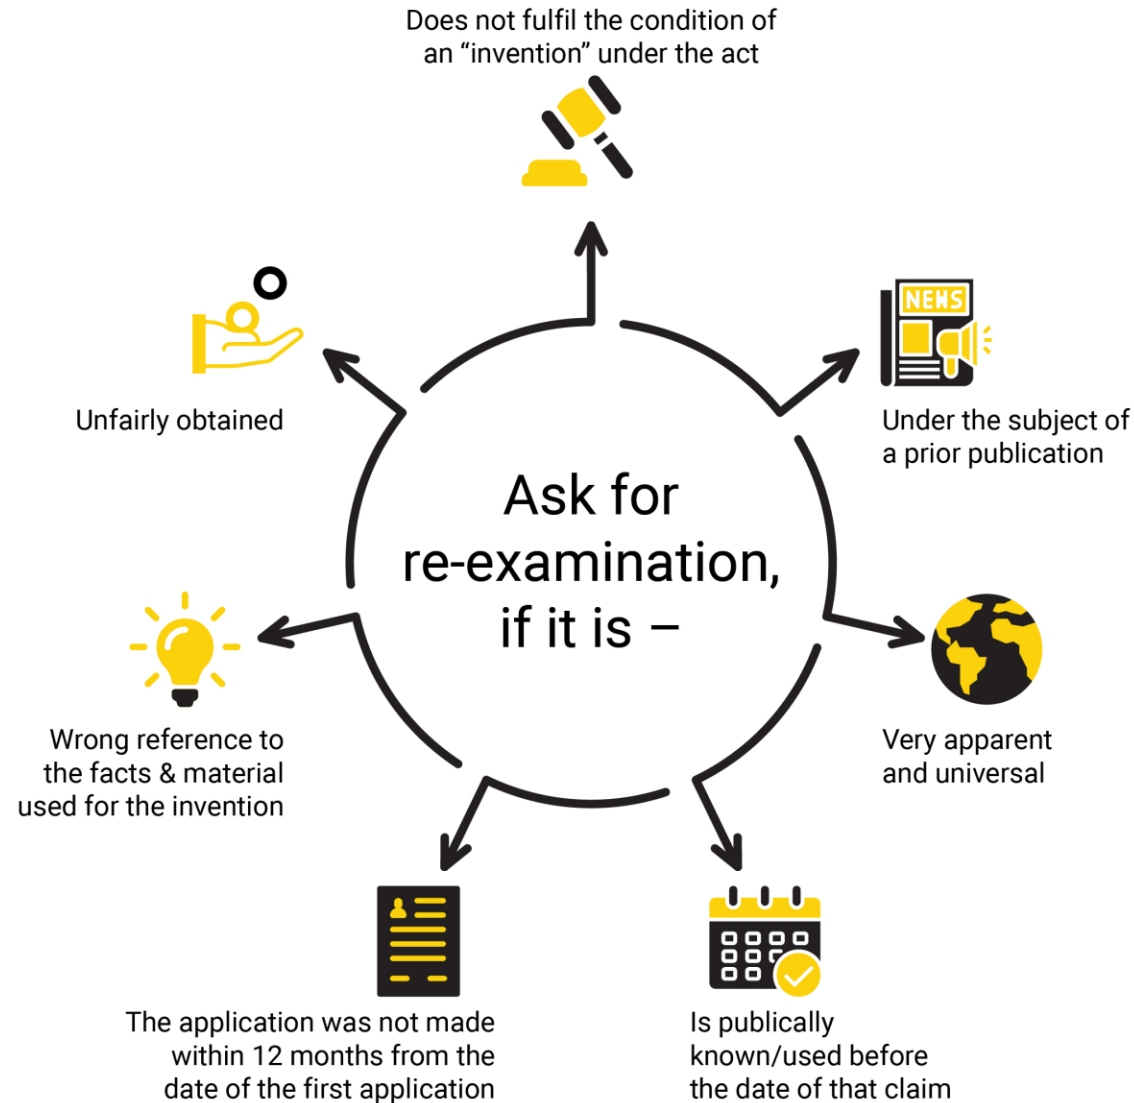 Does not fulfil the condition of
an “invention” under the act
NEWS
Under the subject of
a prior publication
Very apparent
and universal
Is publically
known/used before
the date of that claim
The application was not made
within 12 months from the
date of the first application
Wrong reference to
the facts & material
used for the invention
Unfairly obtained
Ask for
re-examination,
if it is –